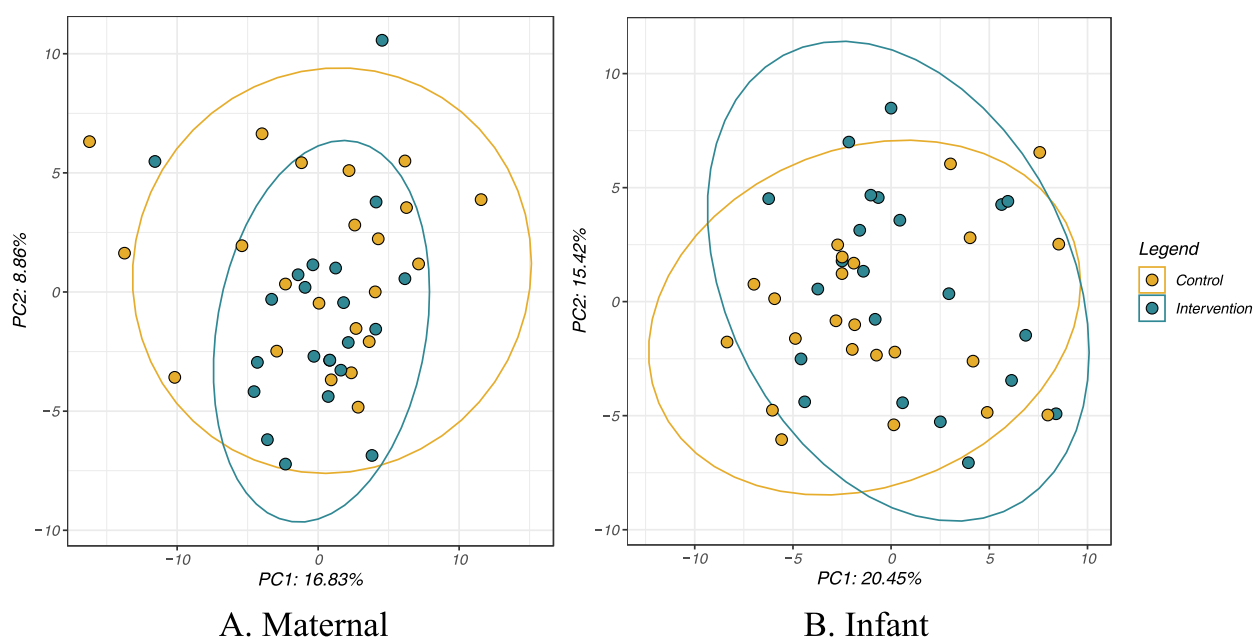 10
5
0
−5
−10
PC2: 8.86%
−10
0
10
PC1: 16.83%
A. Maternal
10
5
0
−5
−10
PC2: 15.42%
−10
−5
0
5
10
PC1: 20.45%
B. Infant
Legend
Control
Intervention